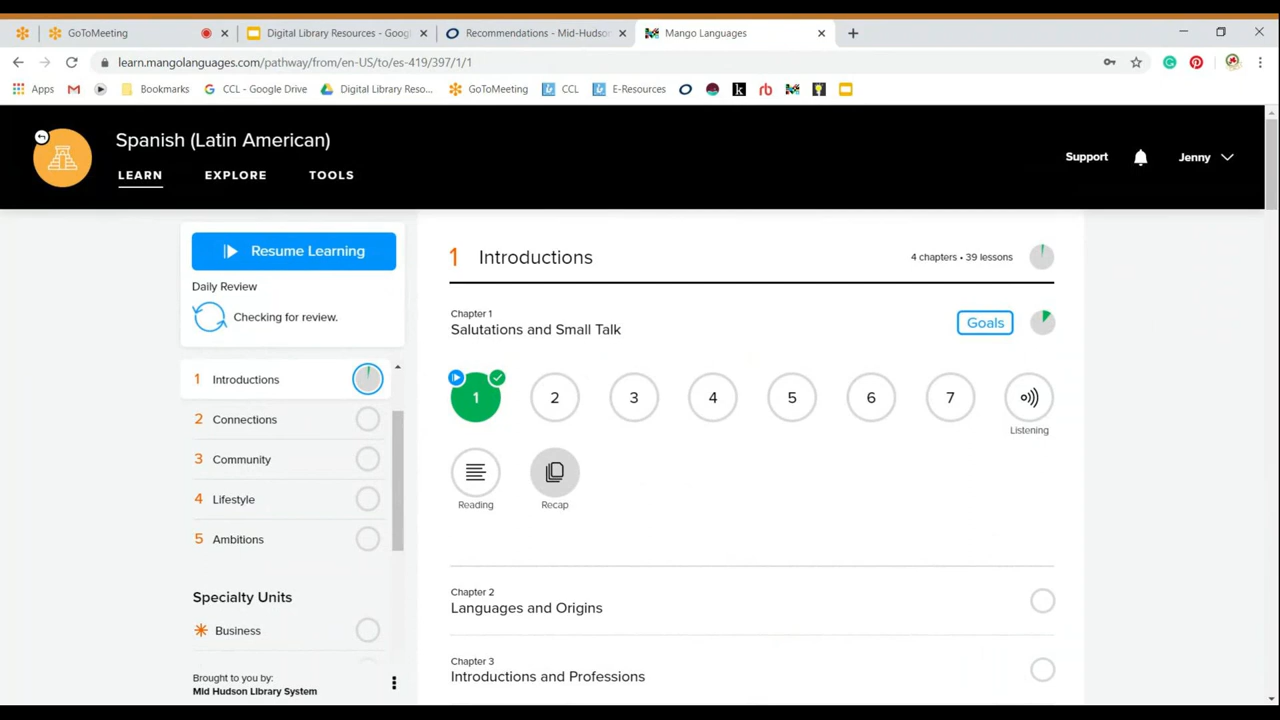 GoToMeeting
Digital Library Resources - Goog
Recommendations - Mid-Hudson
Mango Languages
learn.mangolanguages.com/pathway/from/en-US/to/es-419/397/1/1
Apps
Bookmarks
CCL - Google Drive
Digital Library Reso...
GoToMeeting
CCL
E-Resources
Spanish (Latin American)
LEARN
EXPLORE
TOOLS
Support
Jenny
Resume Learning
Daily Review
Checking for review.
1 Introductions
2 Connections
3 Community
4 Lifestyle
5 Ambitions
Specialty Units
Business
Brought to you by:
Mid Hudson Library System
1 Introductions
4 chapters • 39 lessons
Chapter 1
Salutations and Small Talk
Goals
1 2 3 4 5 6 7
Listening
Reading
Recap
Chapter 2
Languages and Origins
Chapter 3
Introductions and Professions